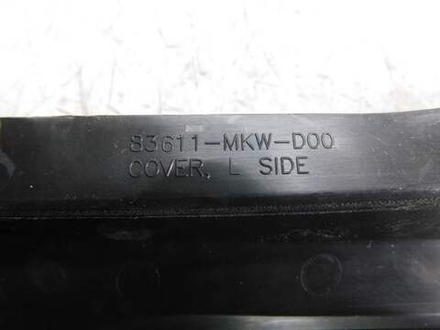 83611-MKW-D00
COVER, L SIDE